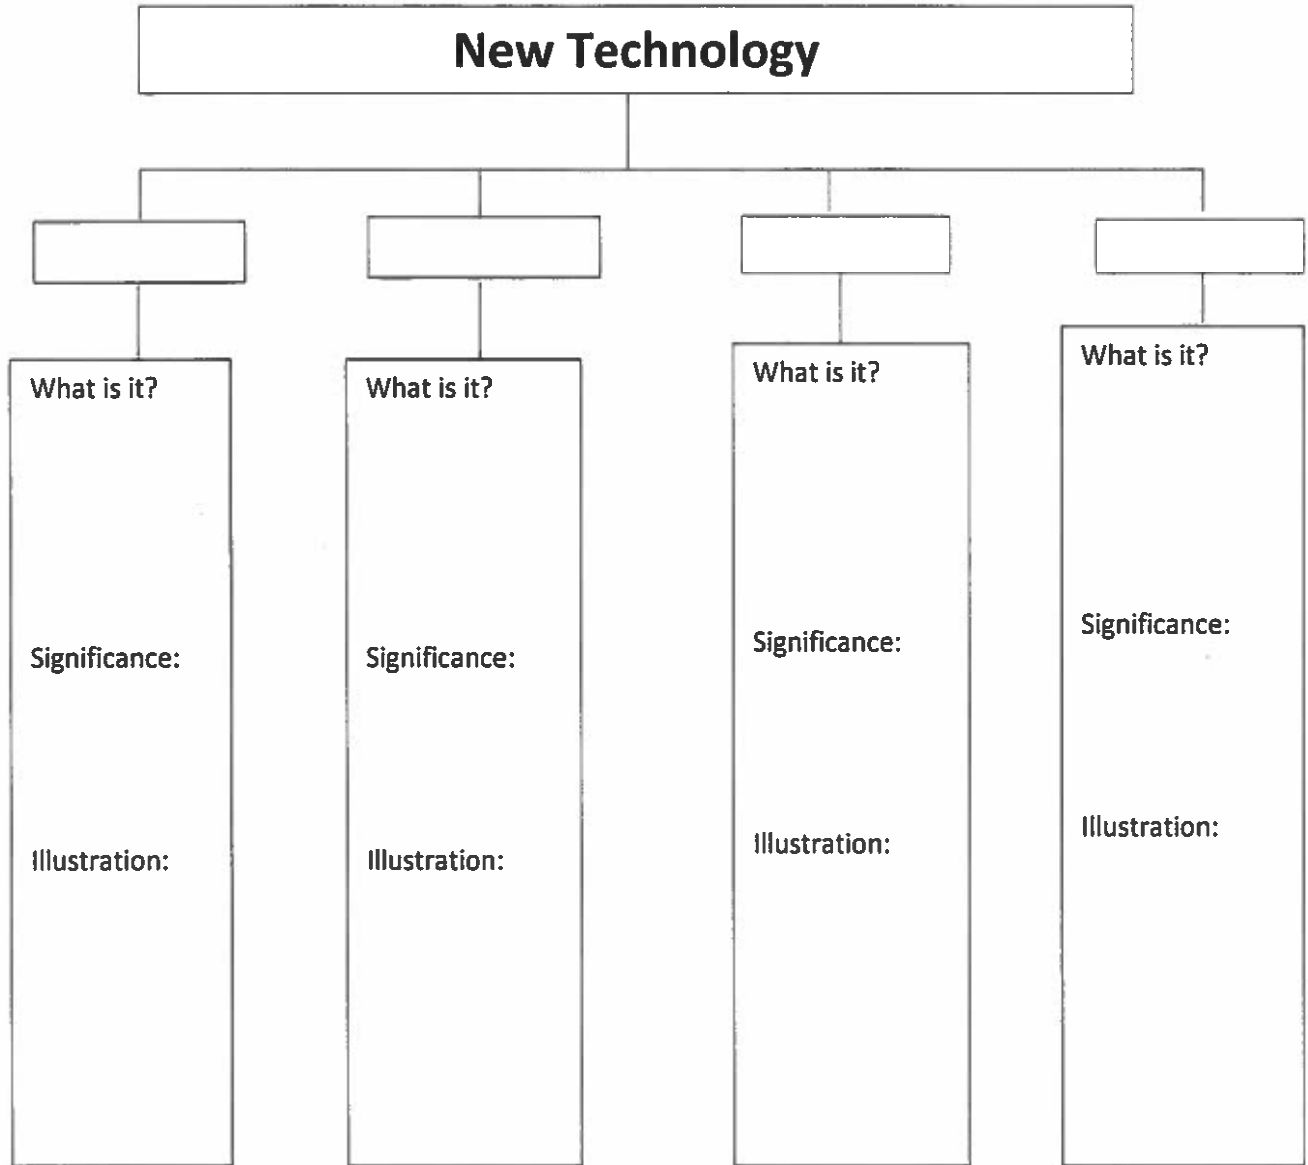 New Technology
What is it?
Significance:
Illustration:
What is it?
Significance:
Illustration:
What is it?
Significance:
Illustration:
What is it?
Significance:
Illustration: